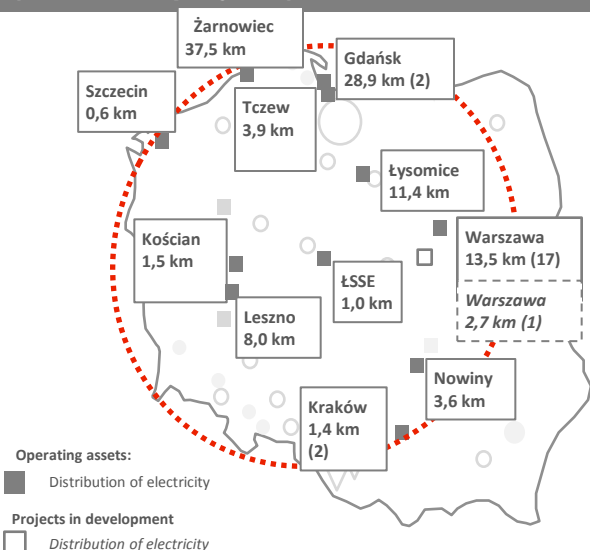 Żarnowiec
37,5 km
Gdańsk
28,9 km (2)
Szczecin
0,6 km
Tczew
3,9 km
Łysomice
11,4 km
Kościan
1,5 km
Warszawa
13,5 km (17)
ŁSSE
1,0 km
Warszawa
2,7 km (1)
Leszno
8,0 km
Nowiny
3,6 km
Kraków
1,4 km
(2)
Operating assets:
Distribution of electricity
Projects in development
Distribution of electricity